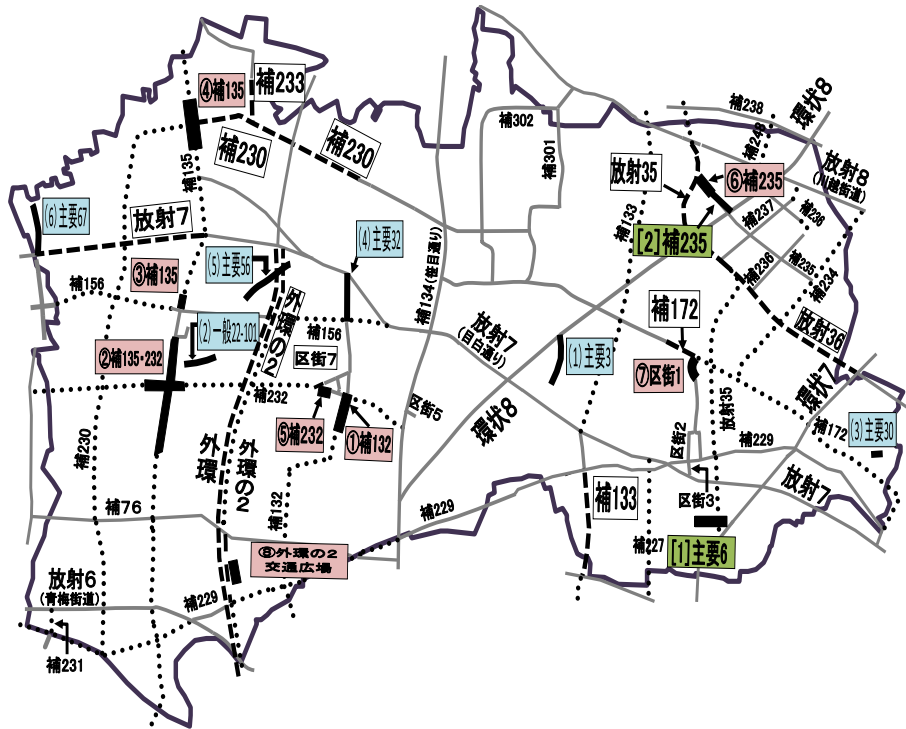 ④補135
補233
補230
補230
補135
補302
補301
補238
環状8
補248
放射8
(川越街道)
放射35
⑥補235
補133
[2]補235
補237
補236
補235
補234
補236
(6)主要67
放射7
(4)主要32
(5)主要56
③補135
補156
外環の2
補134(笹目通り)
(2)一般22-101
補156
区街7
放射7
(目白通り)
補172
放射36
②補135・232
(1)主要3
⑦区街1
環状7
補232
区街5
環状8
放射35
⑤補232
①補132
補172
(3)主要30
補230
外環
外環の2
区街2
補229
補132
放射7
補76
補229
補133
区街3
⑧外環の2
交通広場
補227
[1]主要6
放射6
(青梅街道)
補229
補231